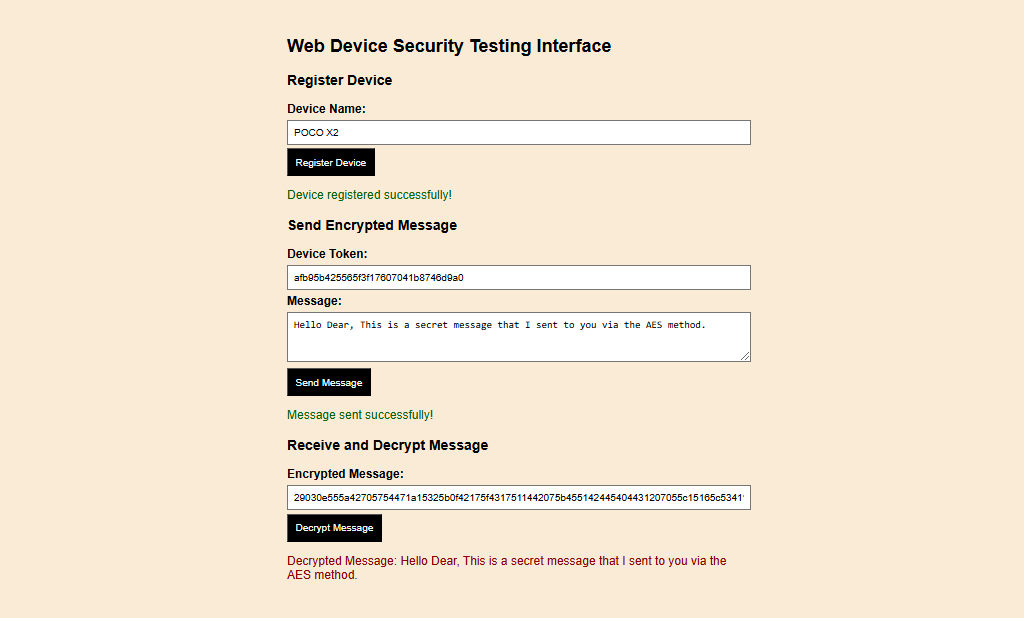 Web Device Security Testing Interface
Register Device
Device Name:
POCO X2
Register Device
Device registered successfully!
Send Encrypted Message
Device Token:
afb95b425565f3f17607041b8746d9a0
Message:
Hello Dear, This is a secret message that I sent to you via the AES method.
Send Message
Message sent successfully!
Receive and Decrypt Message
Encrypted Message:
29030e555a42705754471a15325b0f42175f4317511442075b455142445404431207055c15165c5341
Decrypt Message
Decrypted Message: Hello Dear, This is a secret message that I sent to you via the
AES method.